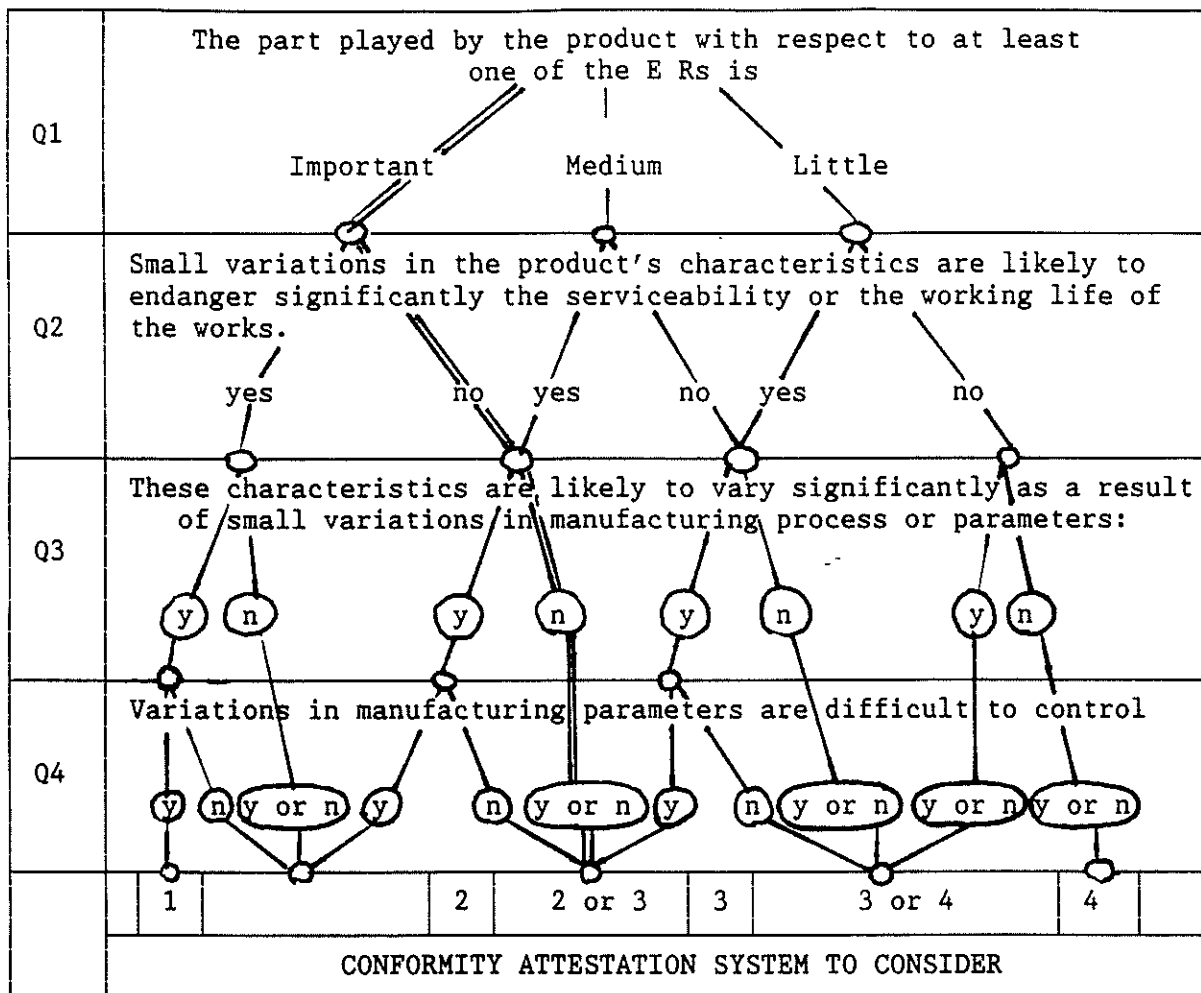 The part played by the product with respect to at least
one of the E Rs is
Q1
Important Medium Little
Small variations in the product's characteristics are likely to
endanger significantly the serviceability or the working life of
Q2
the works.
yes no yes no yes no
These characteristics are likely to vary significantly as a result
of small variations in manufacturing process or parameters:
Q3
y n y n y n y n
Variations in manufacturing parameters are difficult to control
Q4
y n y or n y n y or n y n y or n y or n y or n
1 2 2 or 3 3 3 or 4 4
CONFORMITY ATTESTATION SYSTEM TO CONSIDER